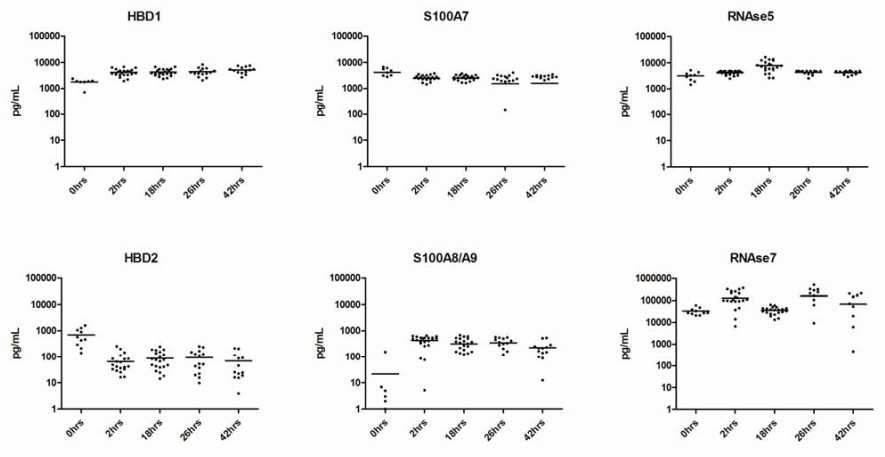 HBD1
100000
10000
1000
100
10
1
pg/mL
0hrs
2hrs
18hrs
26hrs
42hrs
S100A7
100000
10000
1000
100
10
1
pg/mL
0hrs
2hrs
18hrs
26hrs
42hrs
RNAse5
100000
10000
1000
100
10
1
pg/mL
0hrs
2hrs
18hrs
26hrs
42hrs
HBD2
100000
10000
1000
100
10
1
pg/mL
0hrs
2hrs
18hrs
26hrs
42hrs
S100A8/A9
100000
10000
1000
100
10
1
pg/mL
0hrs
2hrs
18hrs
26hrs
42hrs
RNAse7
1000000
100000
10000
1000
100
10
1
pg/mL
0hrs
2hrs
18hrs
26hrs
42hrs